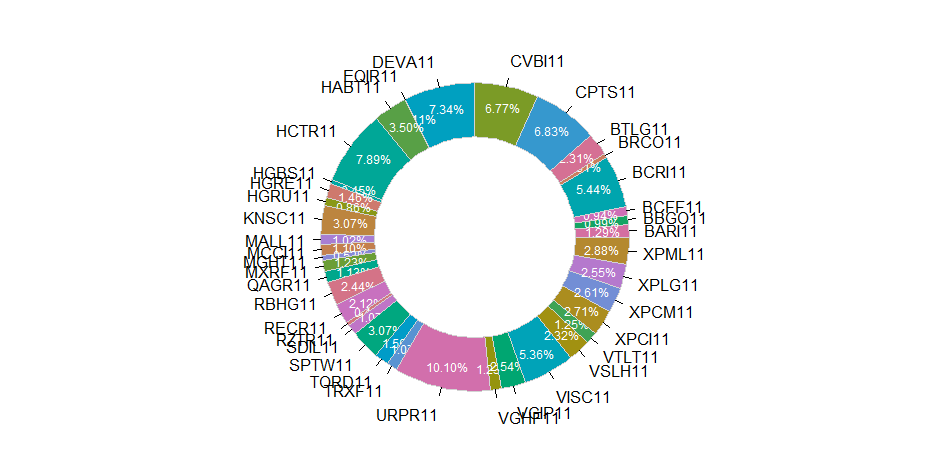 DEVA11
CVBI11
EQIR11
HABT11
CPTS11
HCTR11
BTLG11
BRCO11
HGBS11
HGRE11
HGRU11
BCRI11
KNSC11
BCFF11
BBGO11
BARI11
MALL11
MCCI11
MGHT11
MXRF11
XPML11
QAGR11
XPLG11
RBHG11
XPCM11
RECR11
RZTR11
SDIL11
XPCI11
SPTW11
VTLT11
VSLH11
TORD11
TRXF11
VISC11
URPR11
VGIP11
VGHF11
7.34%
6.77%
3.50%
6.83%
7.89%
2.31%
5.44%
1.46%
0.86%
3.07%
0.94%
0.99%
1.29%
1.02%
1.10%
1.23%
1.12%
2.88%
2.44%
2.55%
2.12%
2.61%
2.71%
1.25%
3.07%
2.32%
5.36%
10.10%
2.54%